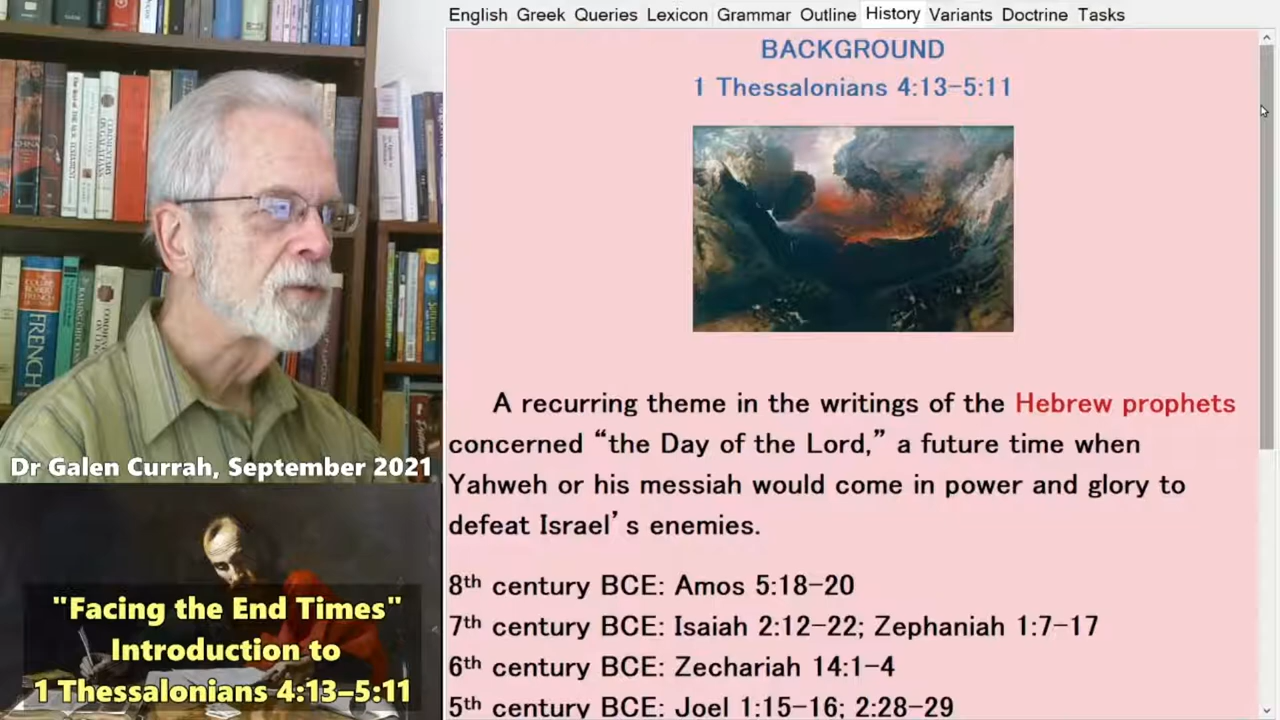 English Greek Queries Lexicon Grammar Outline History Variants Doctrine Tasks
BACKGROUND
1 Thessalonians 4:13–5:11
A recurring theme in the writings of the Hebrew prophets
concerned “the Day of the Lord,” a future time when
Yahweh or his messiah would come in power and glory to
defeat Israel’s enemies.
8th century BCE: Amos 5:18–20
7th century BCE: Isaiah 2:12–22; Zephaniah 1:7–17
6th century BCE: Zechariah 14:1–4
5th century BCE: Joel 1:15–16; 2:28–29
FRENCH
Dr Galen Currah, September 2021
"Facing the End Times"
Introduction to
1 Thessalonians 4:13–5:11